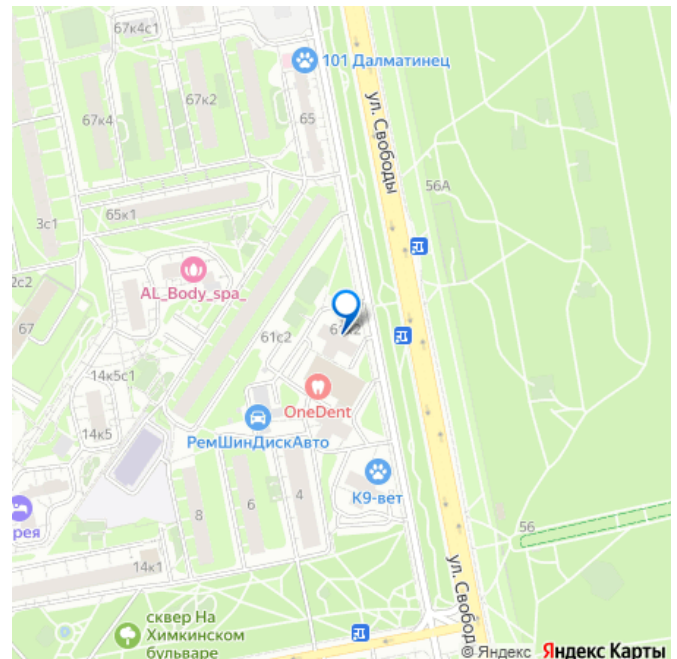 67к4с1
101 Далматинец
67к2
67к4
65
ул. Свободы
56А
65к1
3с1
2с2
AL_Body_spa_
67
61с2
14к5с1
OneDent
14к5
РемШинДискАвто
К9-вет
4
6
8
рея
56
14к1
ул. Свобод
сквер На
Химкинском
бульваре
© Яндекс Яндекс Карты